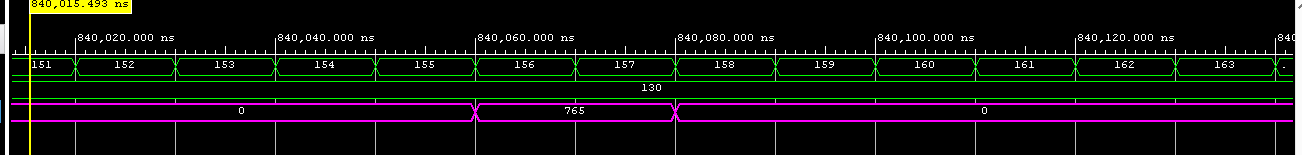 840,015.493 ns
840,020.000 ns 840,040.000 ns 840,060.000 ns 840,080.000 ns 840,100.000 ns 840,120.000 ns 840
151 152 153 154 155 156 157 158 159 160 161 162 163 .
130
0 765 0